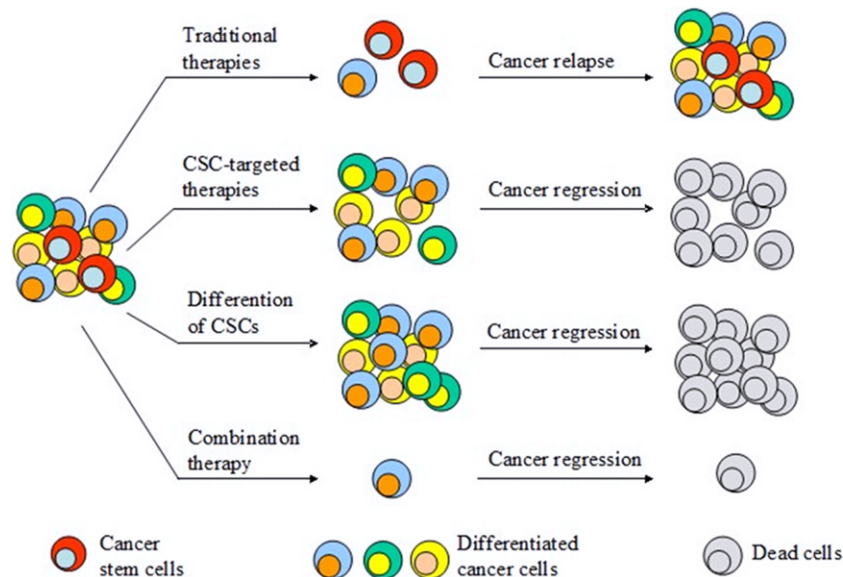 Traditional
therapies
Cancer relapse
CSC-targeted
therapies
Cancer regression
Differention
of CSCs
Cancer regression
Combination
therapy
Cancer regression
Cancer
stem cells
Differentiated
cancer cells
Dead cells